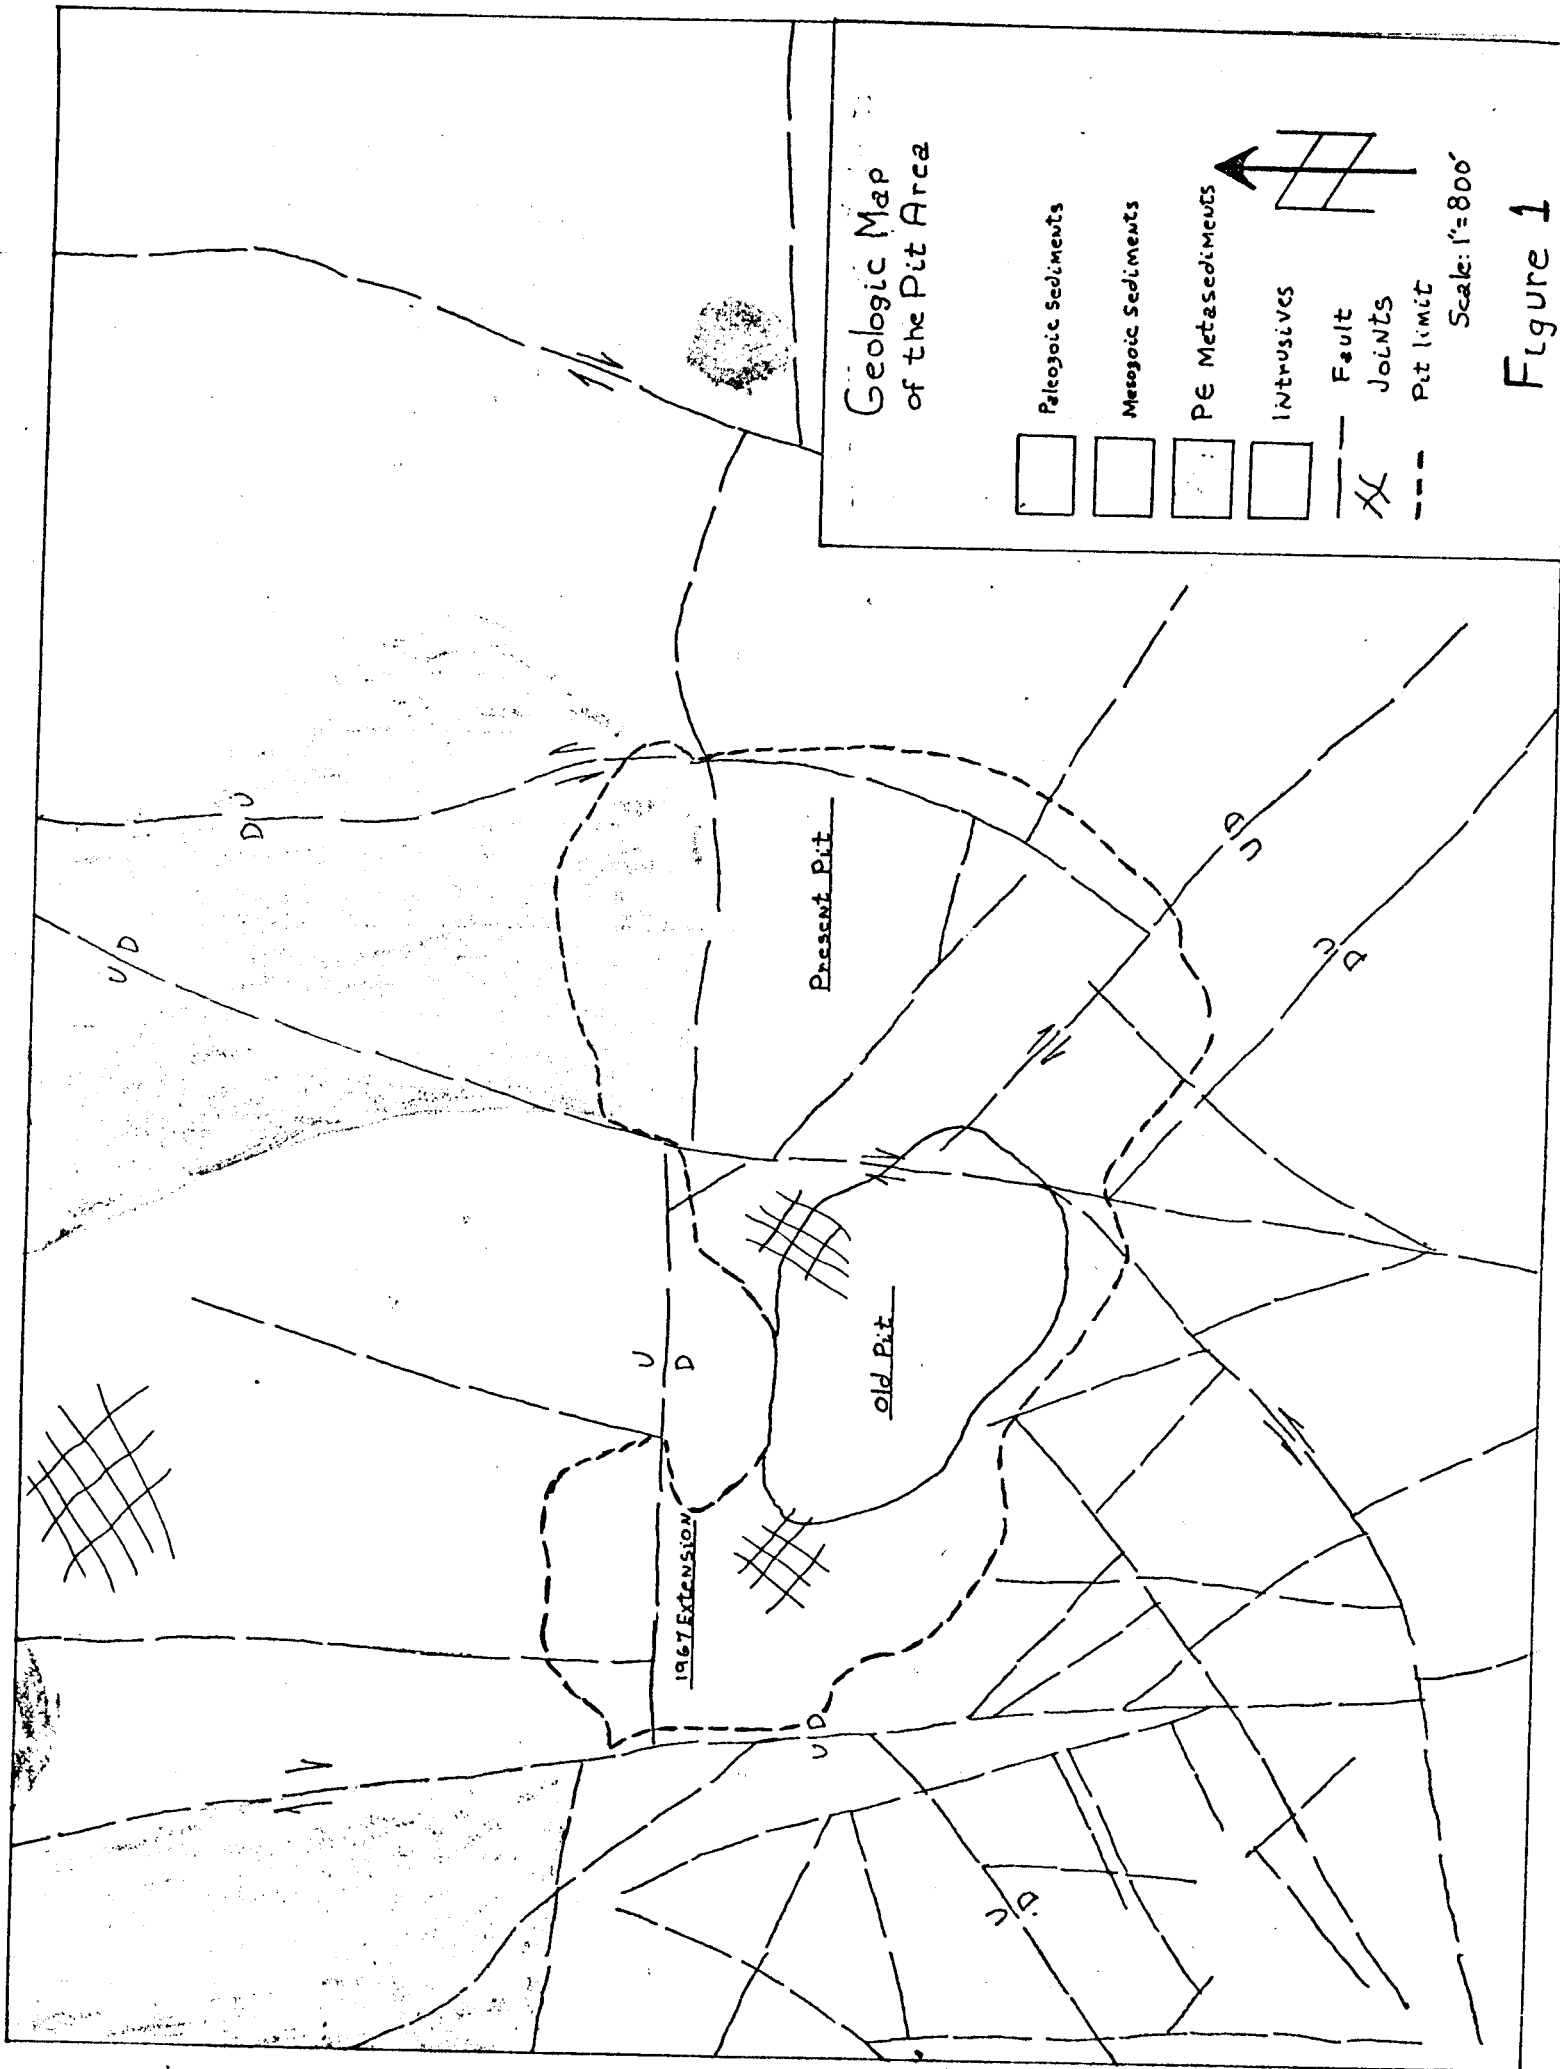 Geologic Map
of the Pit Area
Paleozoic Sediments
Mesozoic Sediments
P∈ Metasediments
Intrusives
Fault
Joints
Pit limit
Scale: 1"=800'
Figure 1
Present Pit
Old Pit
1967 Extension
U
D
U
D
U
D
U
D
U
D
U
D
U
D